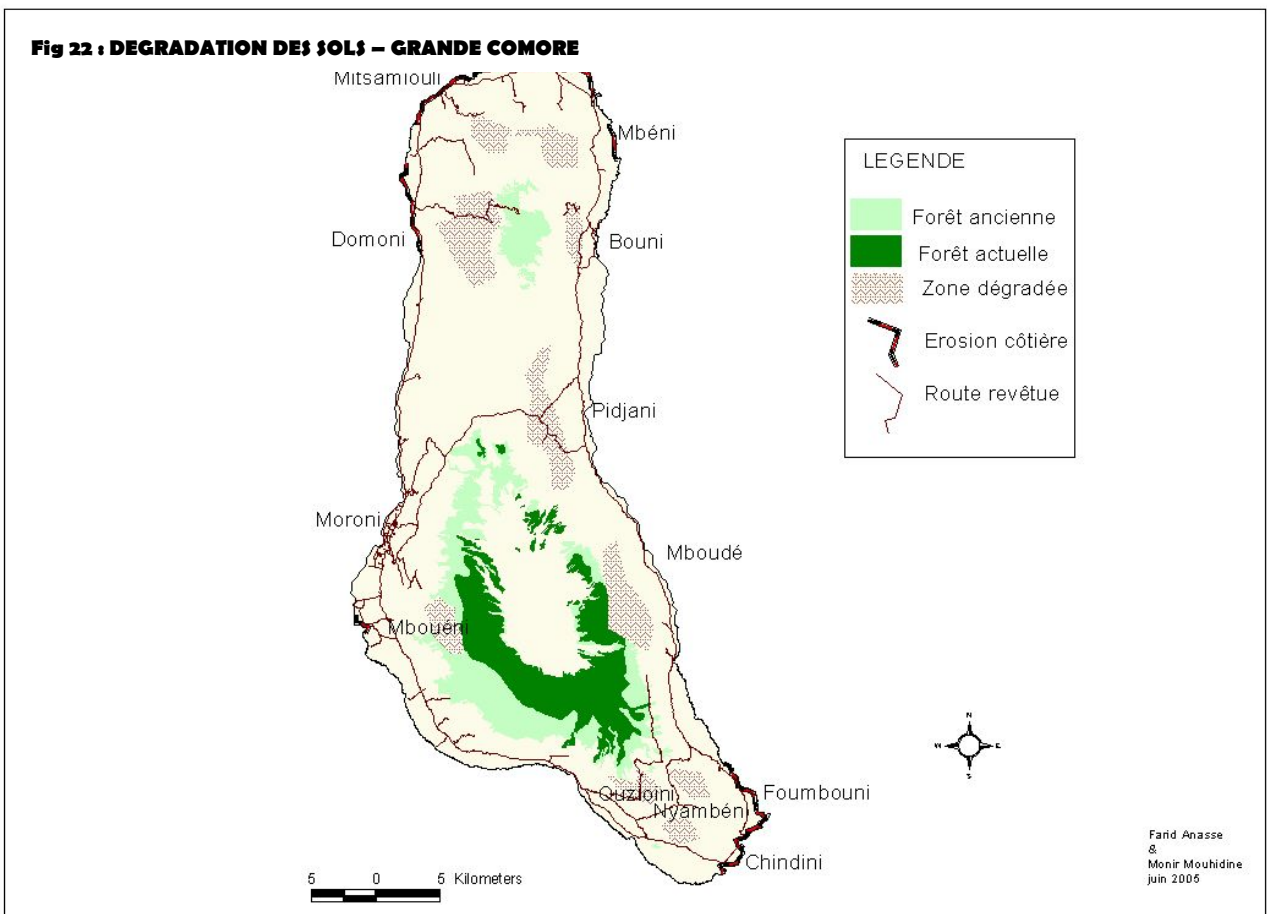 Fig 22 : DEGRADATION DES SOLS – GRANDE COMORE
Mitsamiouli
Mbéni
Domoni
Bouni
Pidjani
Moroni
Mboudé
Mbouéni
Ouzioini
Nyambéni
Foumbouni
Chindini
LEGENDE
Forêt ancienne
Forêt actuelle
Zone dégradée
Erosion côtière
Route revêtue
N
W
E
S
5 0 5 Kilometers
Farid Anasse
&
Monir Mouhidine
juin 2005